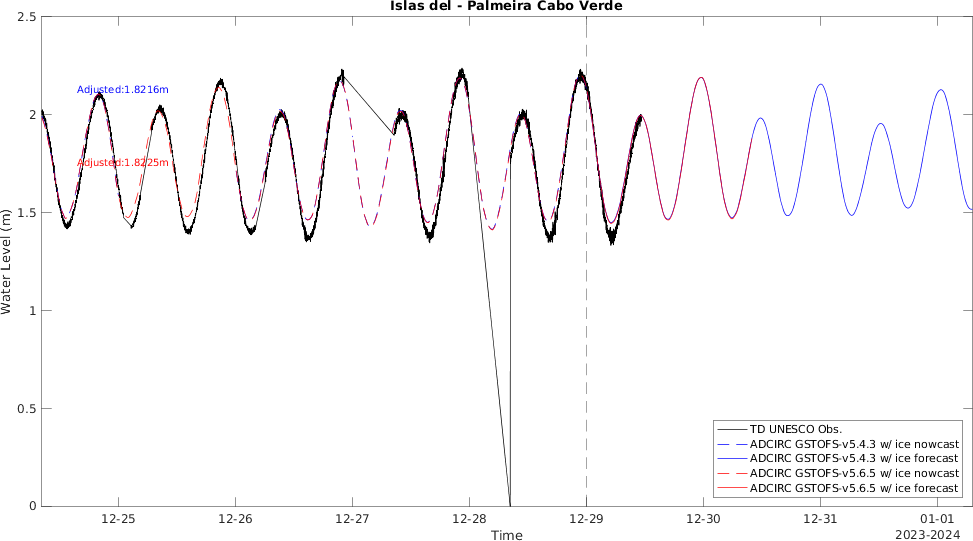 Islas del - Palmeira Cabo Verde
2.5
2
1.5
1
0.5
0
Water Level (m)
Adjusted:1.8216m
Adjusted:1.8225m
TD UNESCO Obs.
ADCIRC GSTOFS-v5.4.3 w/ ice nowcast
ADCIRC GSTOFS-v5.4.3 w/ ice forecast
ADCIRC GSTOFS-v5.6.5 w/ ice nowcast
ADCIRC GSTOFS-v5.6.5 w/ ice forecast
12-25 12-26 12-27 12-28 12-29 12-30 12-31 01-01
Time
2023-2024